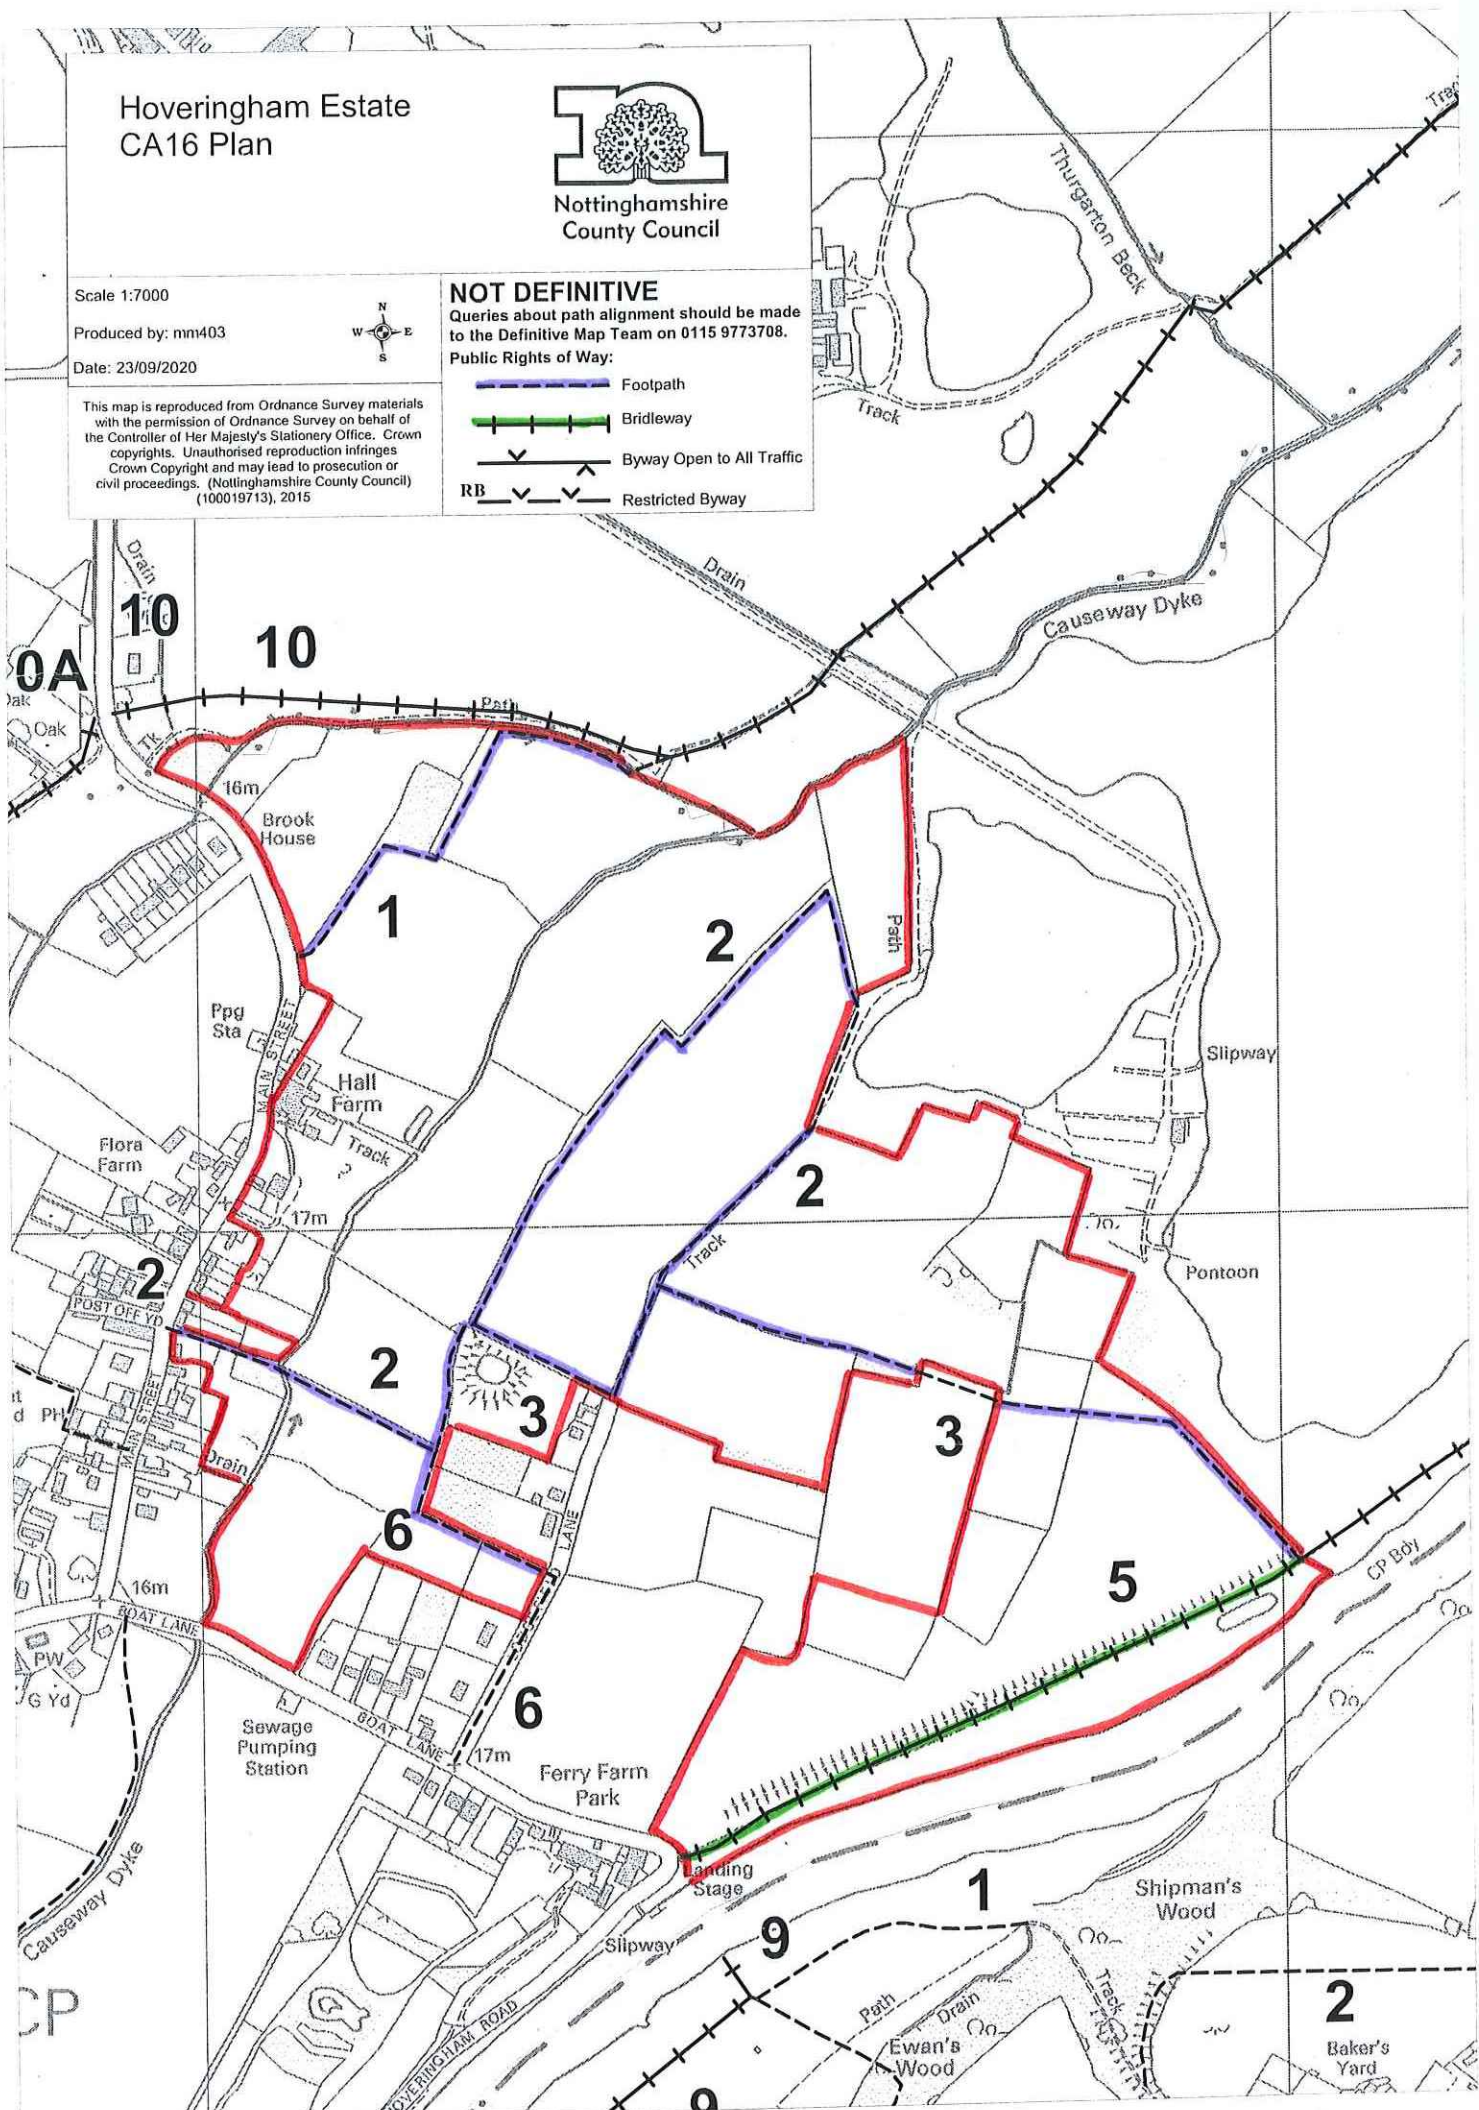 Hoveringham Estate
CA16 Plan
Nottinghamshire
County Council
Scale 1:7000
Produced by: mm403
Date: 23/09/2020
N
W E
S
This map is reproduced from Ordnance Survey materials
with the permission of Ordnance Survey on behalf of
the Controller of Her Majesty's Stationery Office. Crown
copyrights. Unauthorised reproduction infringes
Crown Copyright and may lead to prosecution or
civil proceedings. (Nottinghamshire County Council)
(100019713), 2015
NOT DEFINITIVE
Queries about path alignment should be made
to the Definitive Map Team on 0115 9773708.
Public Rights of Way:
Footpath
Bridleway
Byway Open to All Traffic
RB
Restricted Byway
Thurgarton Beck
Track
Drain
Drain
Causeway Dyke
10
10
0A
Oak
Path
Tk
16m
Brook
House
1
2
Path
Ppg
Sta
MAIN STREET
Hall
Farm
Track
Slipway
Flora
Farm
17m
2
Track
Pontoon
2
POST OFF YD
2
3
3
PH
MAIN STREET
Drain
6
LANE
5
CP Bdy
16m
BOAT LANE
PW
G Yd
Sewage
Pumping
Station
BOAT LANE
17m
6
Ferry Farm
Park
Landing
Stage
Slipway
Causeway Dyke
CP
HOVERINGHAM ROAD
9
1
Shipman's
Wood
Path
Drain
Track
Ewan's
Wood
2
Baker's
Yard
9